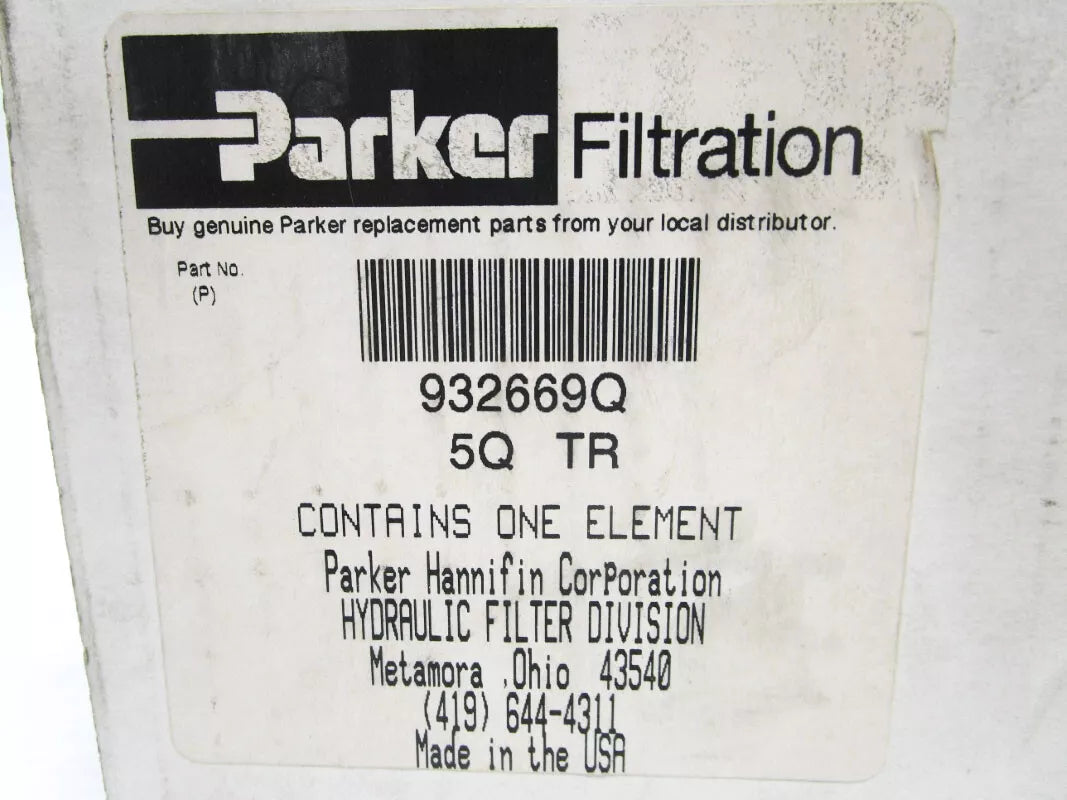 Parker Filtration
Buy genuine Parker replacement parts from your local distributor.
Part No.
(P)
932669Q
5Q TR
CONTAINS ONE ELEMENT
Parker Hannifin CorPoration
HYDRAULIC FILTER DIVISION
Metamora ,Ohio 43540
(419) 644-4311
Made in the USA